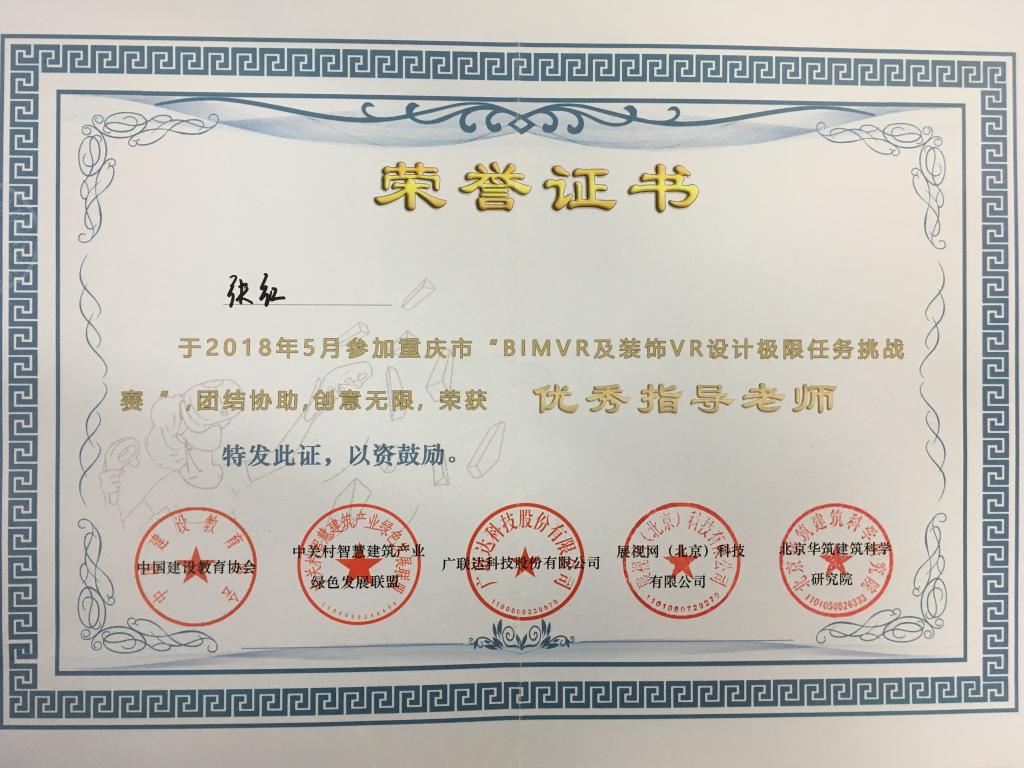 荣誉证书
张红
于2018年5月参加重庆市“BIMVR及装饰VR设计极限任务挑战
赛 ”,团结协助,创意无限, 荣获 优秀指导老师
特发此证，以资鼓励。
中国建设教育协会
中关村智慧建筑产业
绿色发展联盟
广联达科技股份有限公司
展视网（北京）科技
有限公司
北京华筑建筑科学
研究院
1100000230970
1101080729270
1101050026333